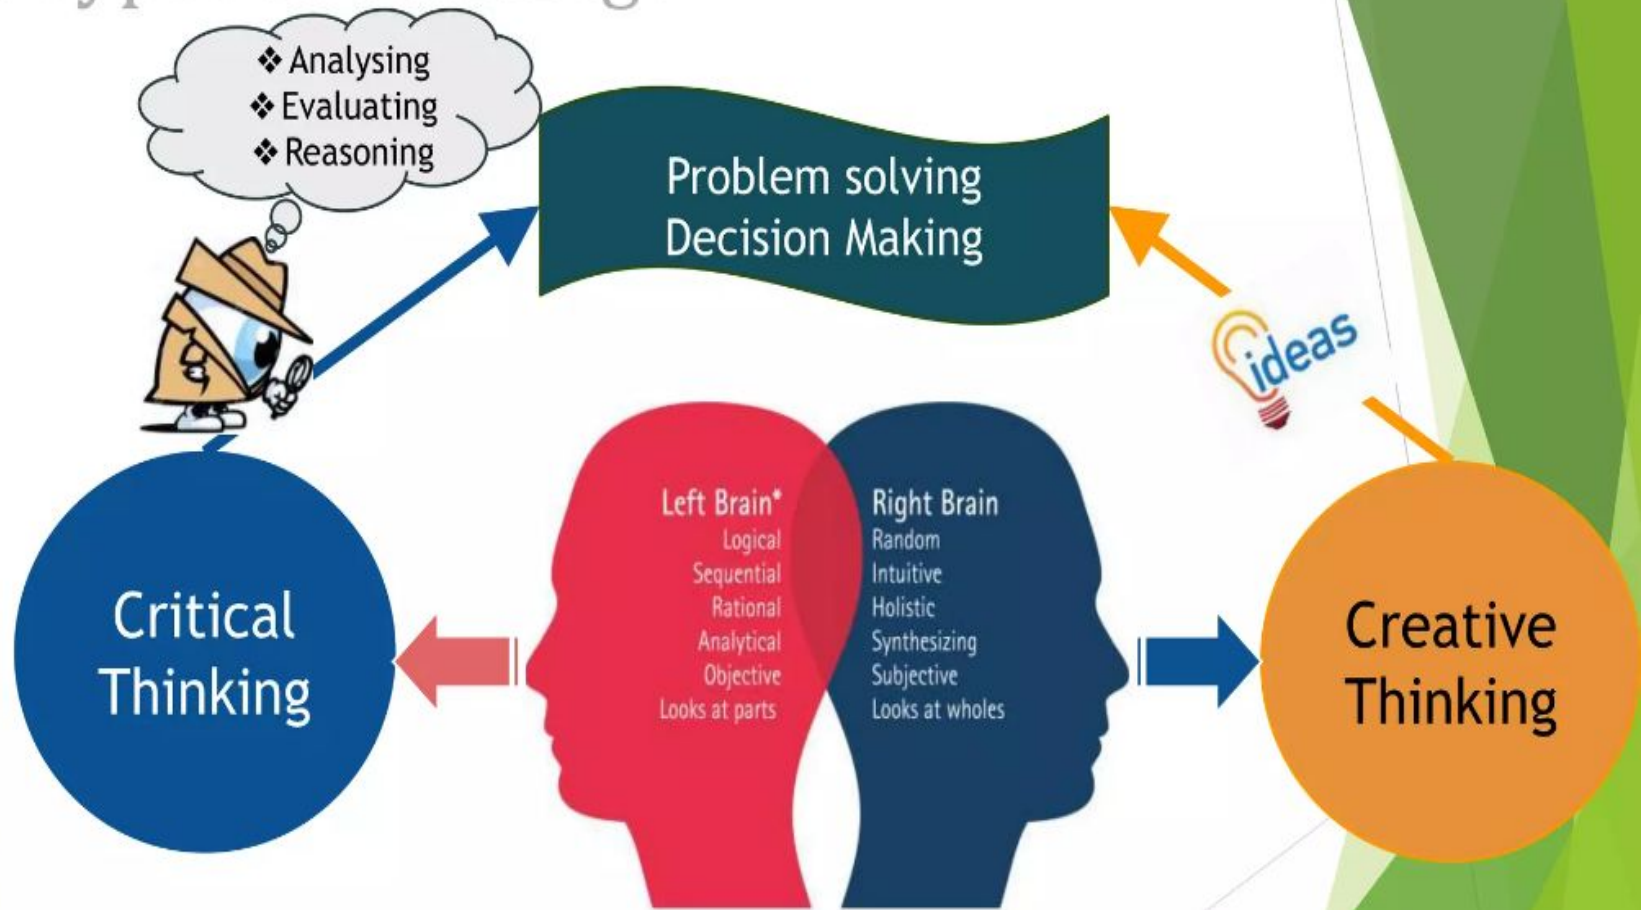 ❖ Analysing
❖ Evaluating
❖ Reasoning
Problem solving
Decision Making
ideas
Left Brain*
Logical
Sequential
Rational
Analytical
Objective
Looks at parts
Right Brain
Random
Intuitive
Holistic
Synthesizing
Subjective
Looks at wholes
Critical
Thinking
Creative
Thinking